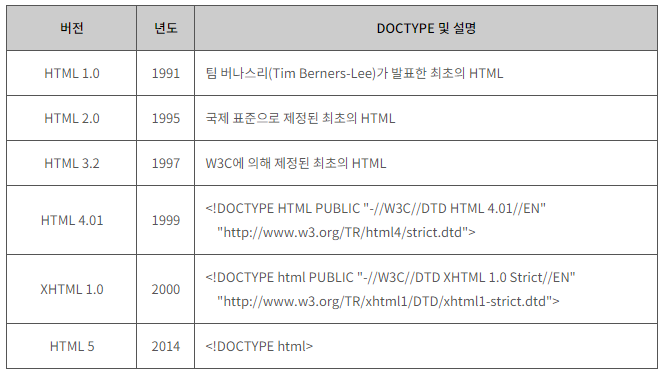 버전 년도 DOCTYPE 및 설명
HTML 1.0 1991 팀 버나스리(Tim Berners-Lee)가 발표한 최초의 HTML
HTML 2.0 1995 국제 표준으로 제정된 최초의 HTML
HTML 3.2 1997 W3C에 의해 제정된 최초의 HTML
HTML 4.01 1999 <!DOCTYPE HTML PUBLIC "-//W3C//DTD HTML 4.01//EN"
"http://www.w3.org/TR/html4/strict.dtd">
XHTML 1.0 2000 <!DOCTYPE html PUBLIC "-//W3C//DTD XHTML 1.0 Strict//EN"
"http://www.w3.org/TR/xhtml1/DTD/xhtml1-strict.dtd">
HTML 5 2014 <!DOCTYPE html>